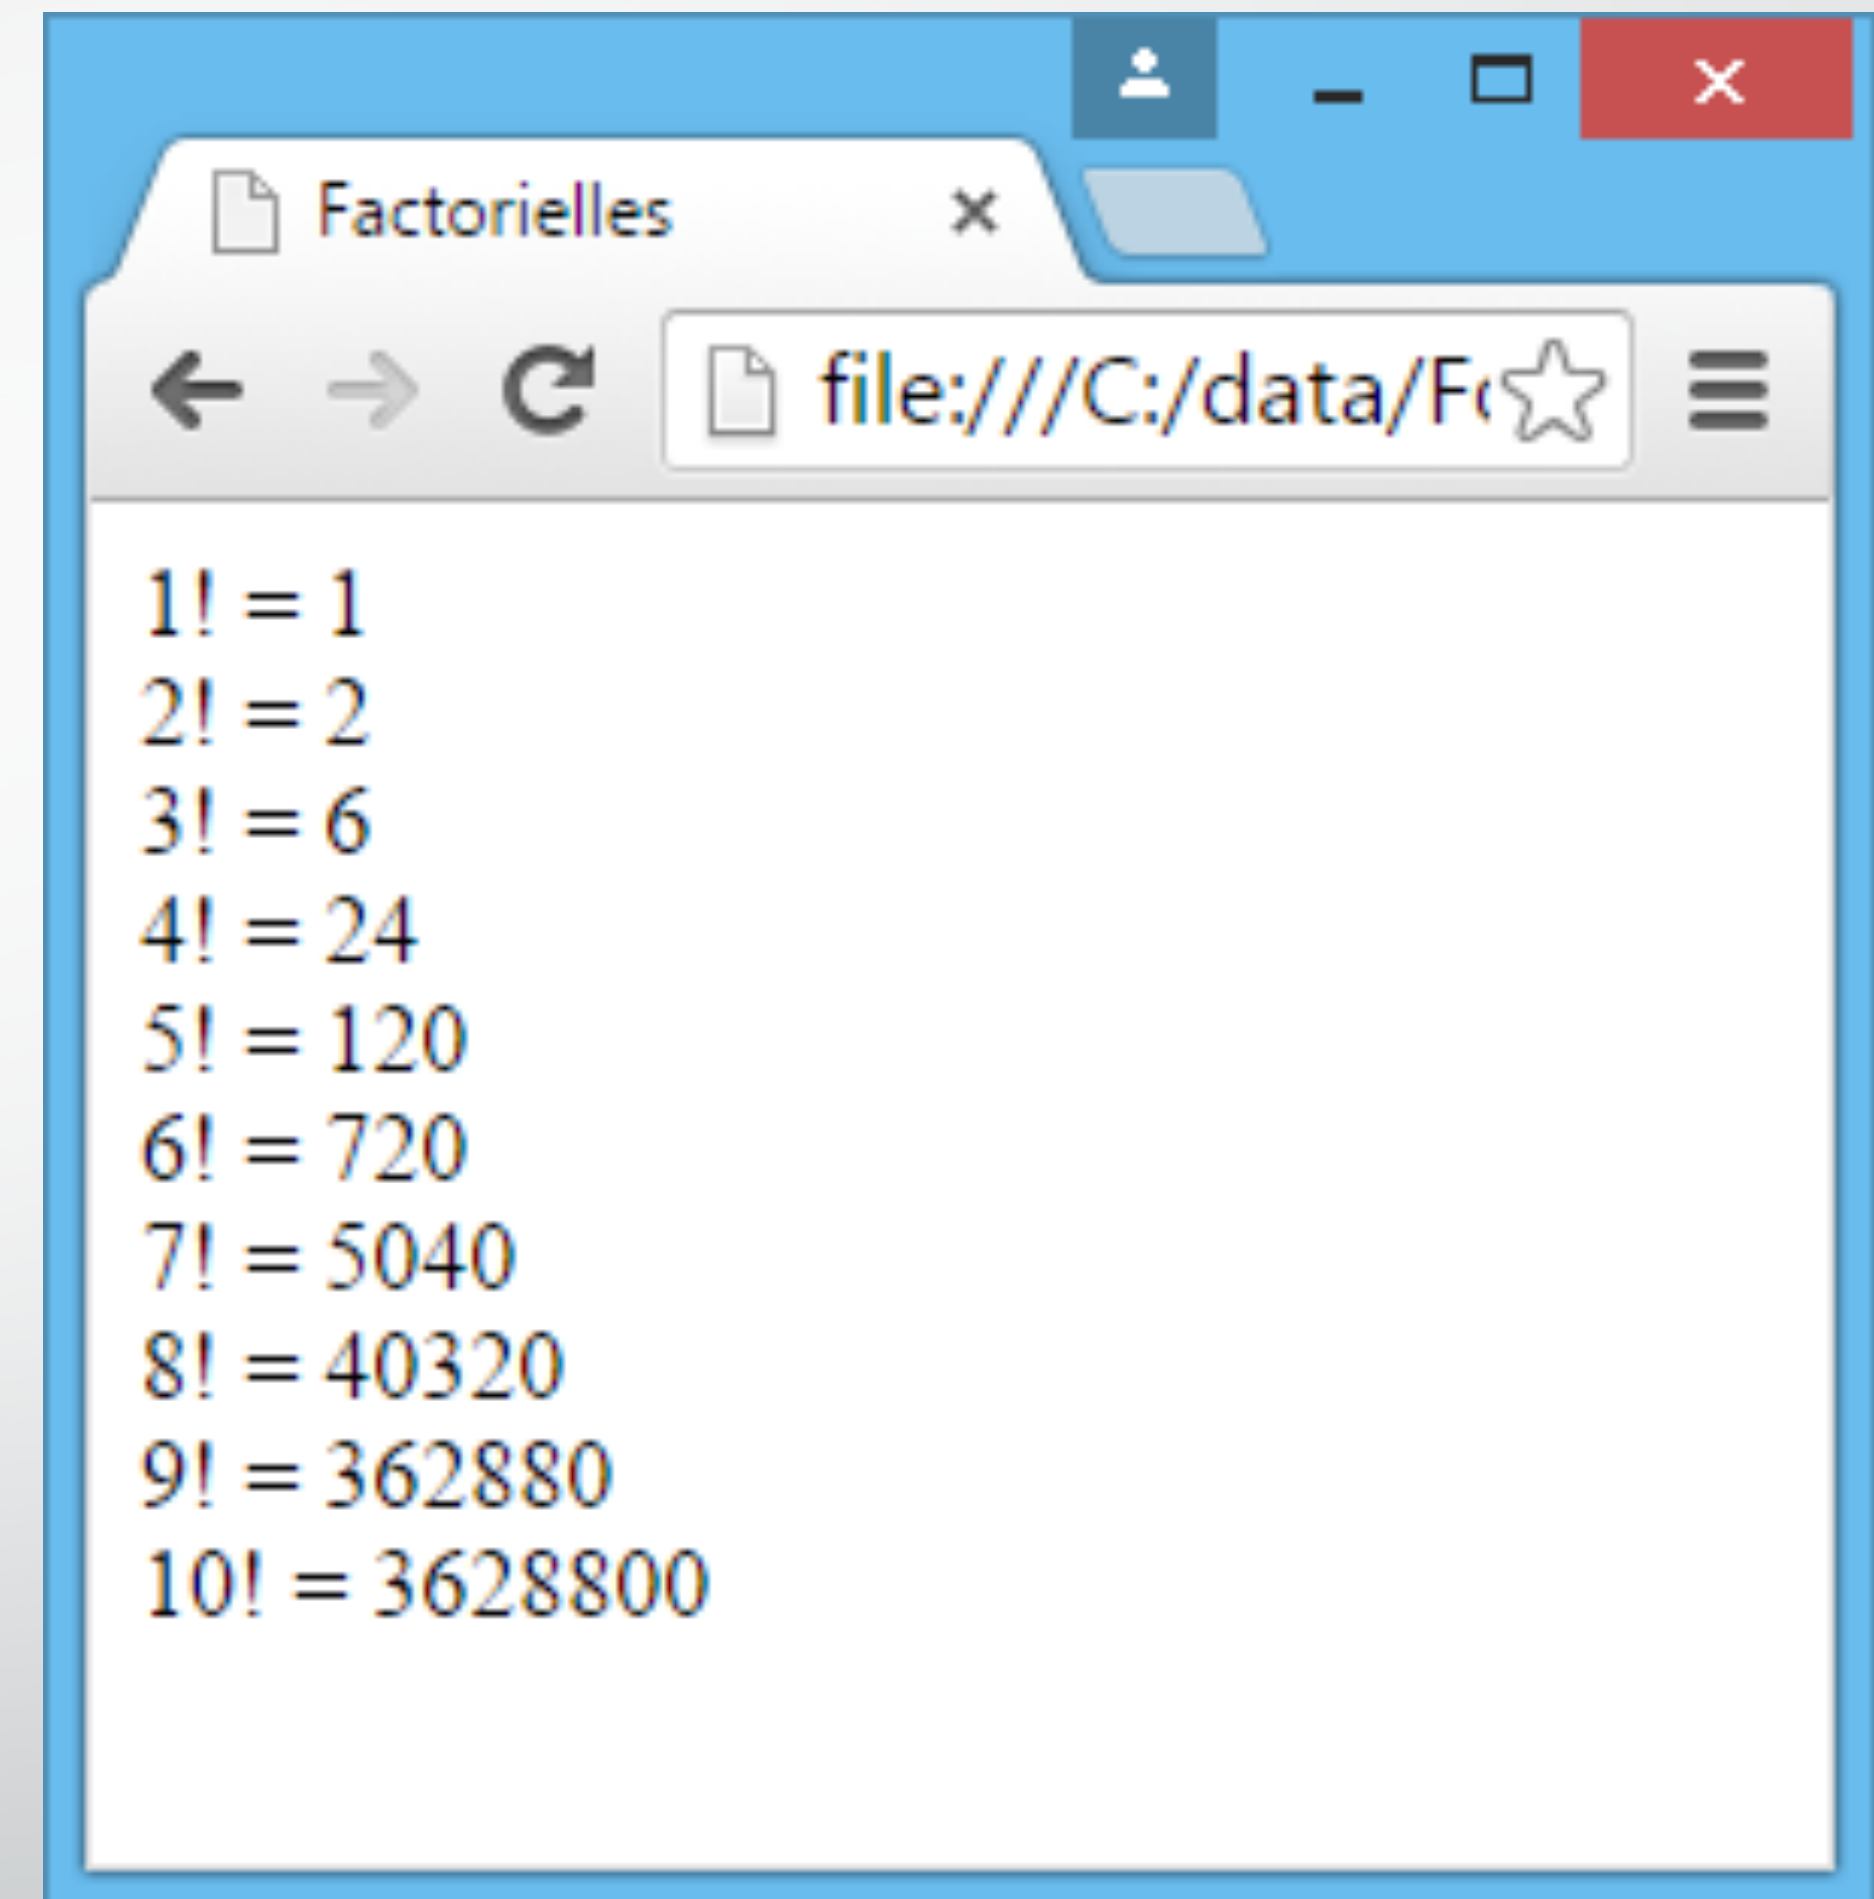 Factorielles
file:///C:/data/F
1! = 1
2! = 2
3! = 6
4! = 24
5! = 120
6! = 720
7! = 5040
8! = 40320
9! = 362880
10! = 3628800